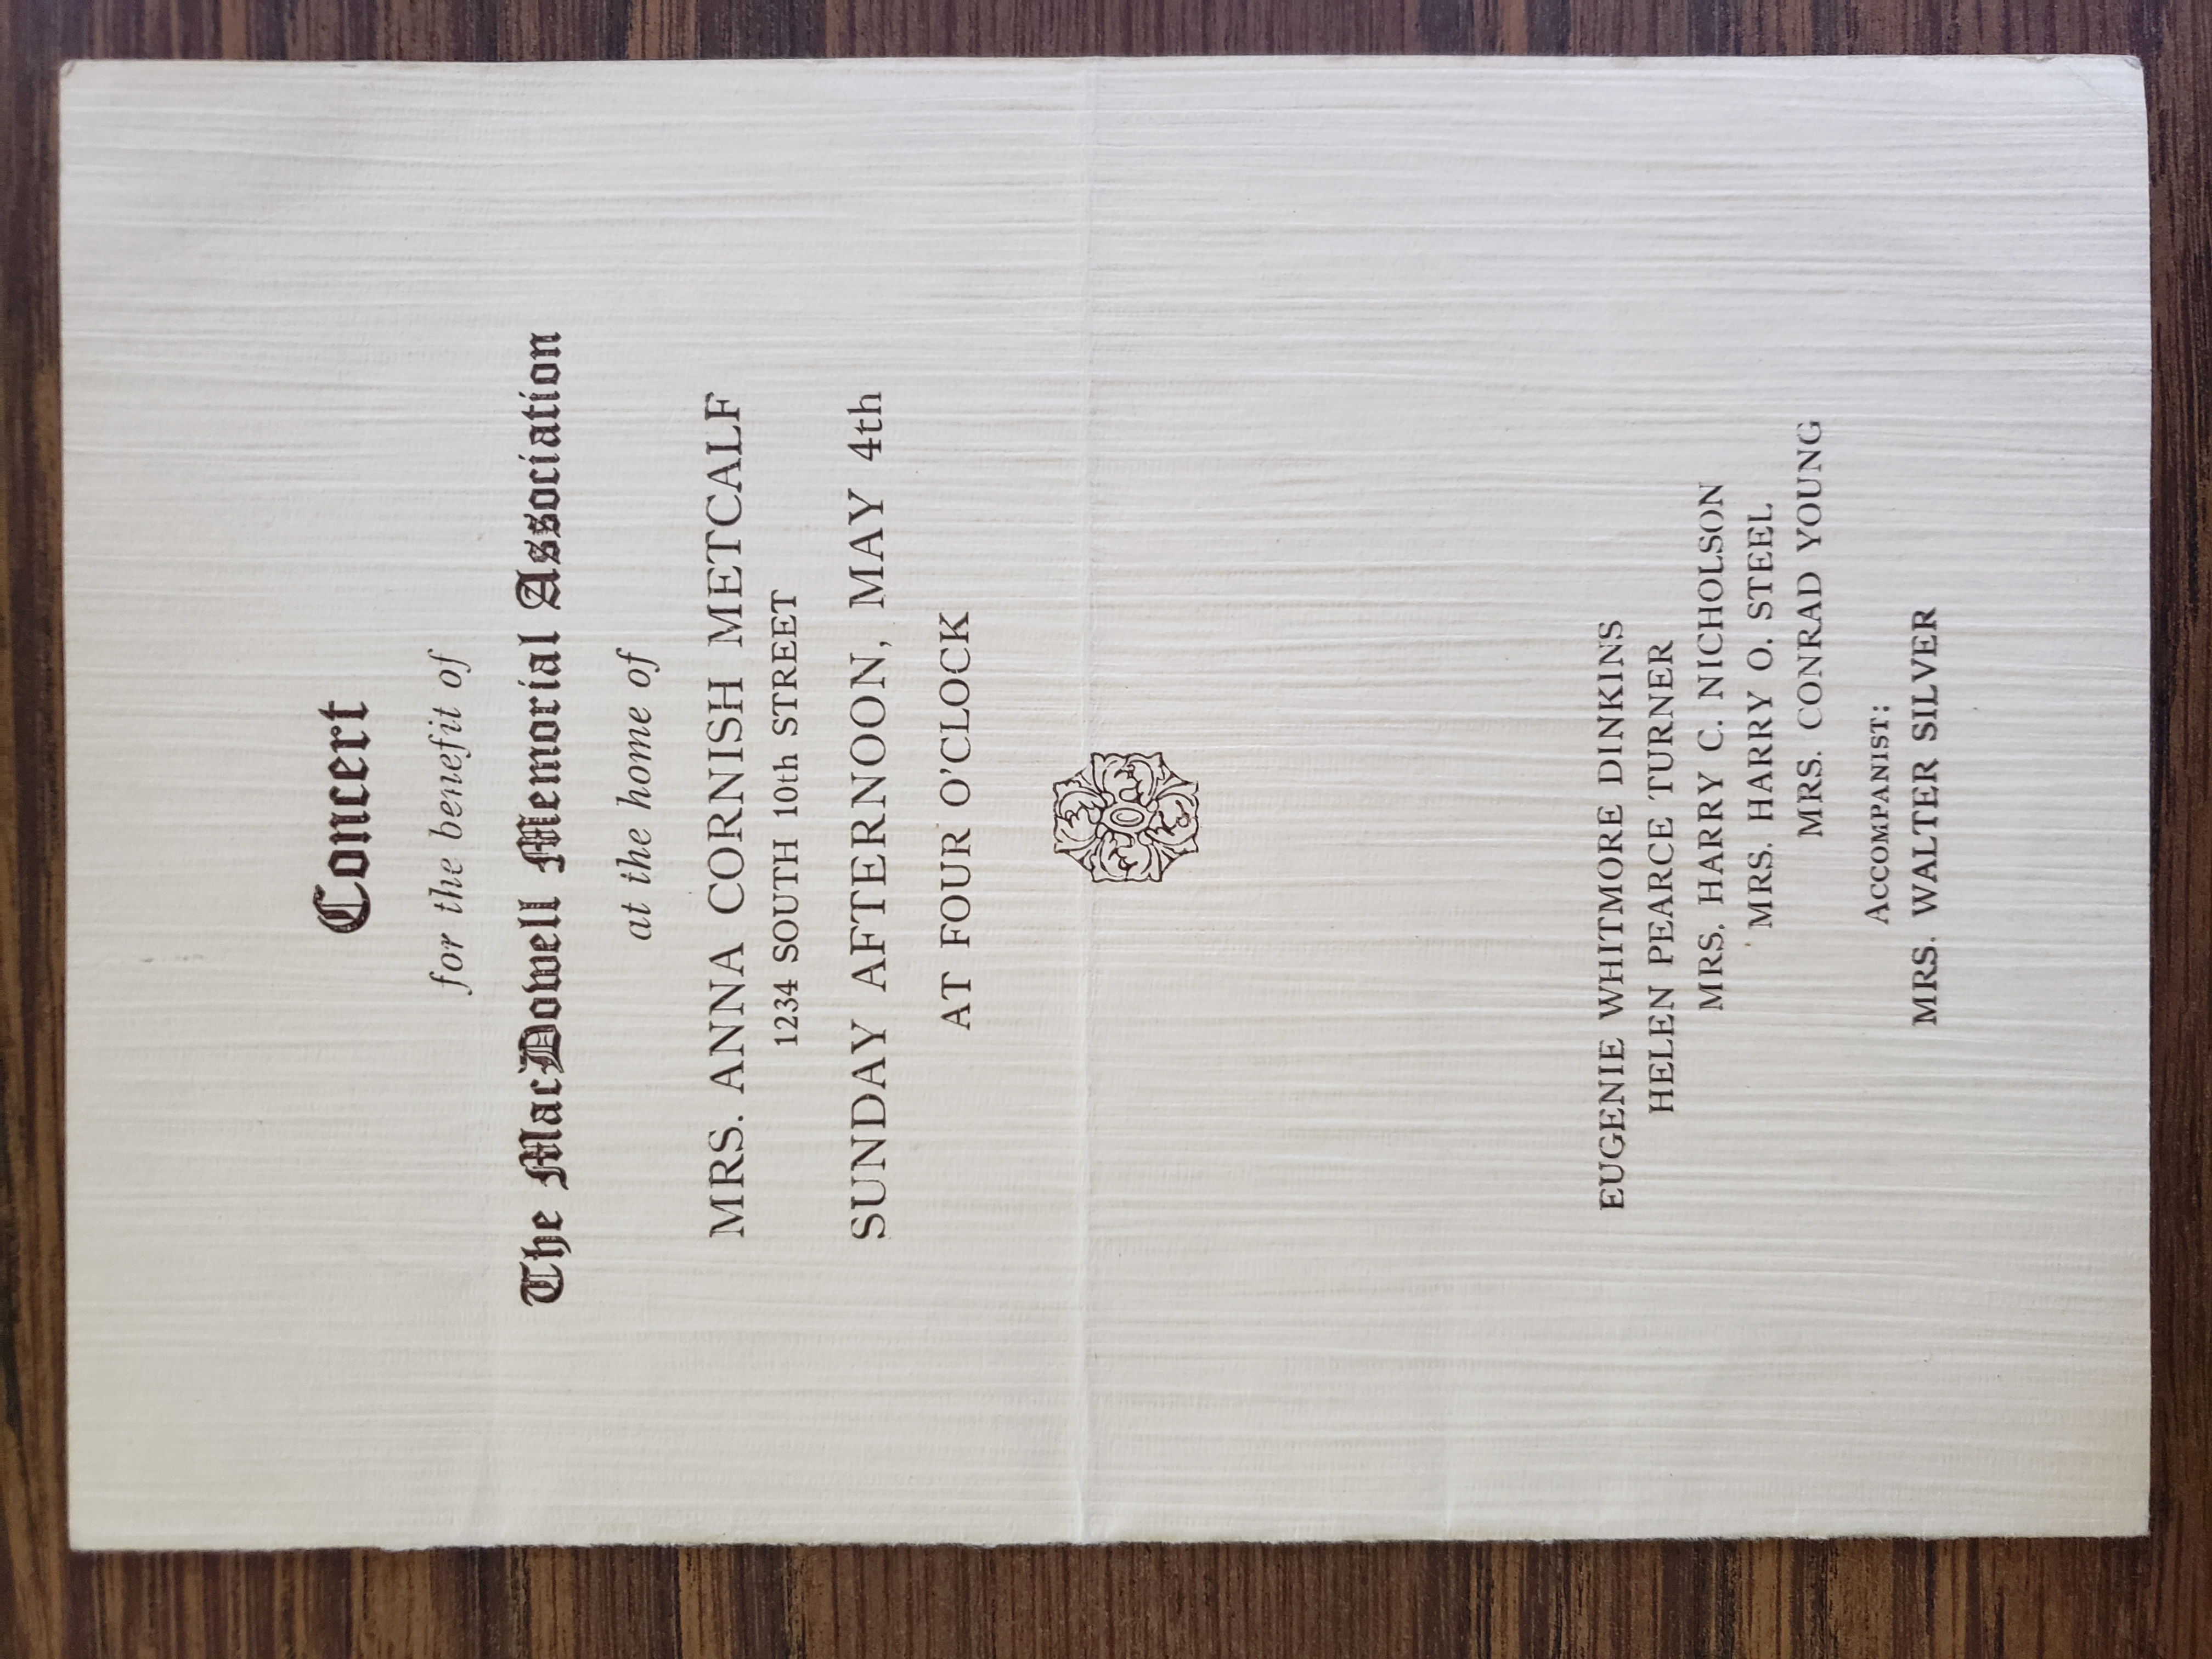 Concert
for the benefit of
The MacDowell Memorial Association
at the home of
MRS. ANNA CORNISH METCALF
1234 SOUTH 10th STREET
SUNDAY AFTERNOON, MAY 4th
AT FOUR O'CLOCK
EUGENIE WHITMORE DINKINS
HELEN PEARCE TURNER
MRS. HARRY C. NICHOLSON
MRS. HARRY O. STEEL
MRS. CONRAD YOUNG
ACCOMPANIST:
MRS. WALTER SILVER